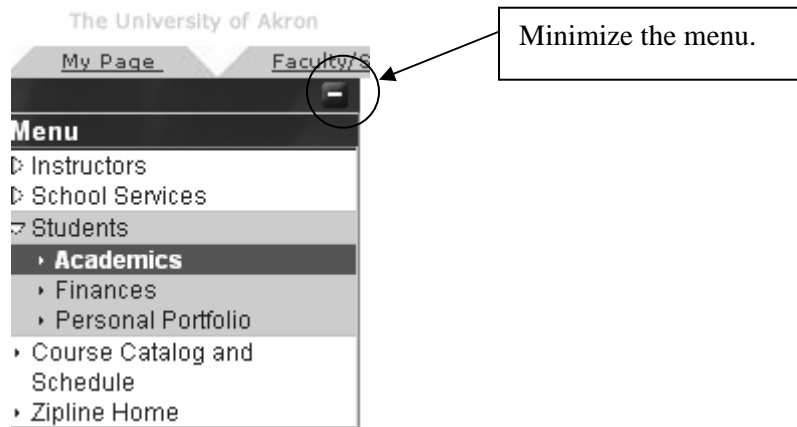 The University of Akron
My Page Faculty/S
Minimize the menu.
Menu
Instructors
School Services
Students
Academics
Finances
Personal Portfolio
Course Catalog and
Schedule
Zipline Home